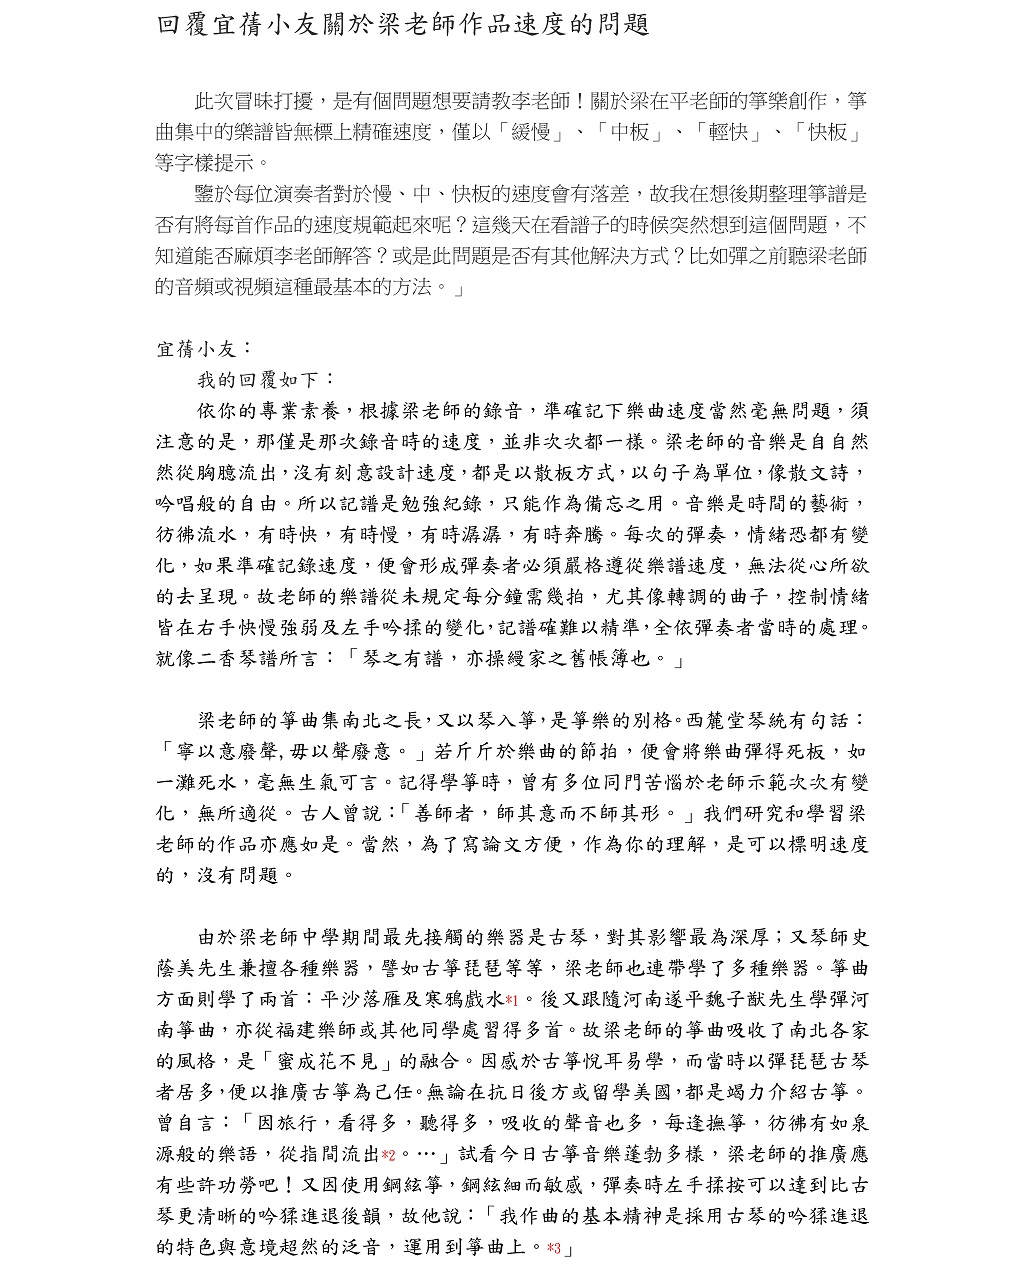 回覆宜蒨小友關於梁老師作品速度的問題
此次冒昧打擾，是有個問題想要請教李老師！關於梁在平老師的箏樂創作，箏
曲集中的樂譜皆無標上精確速度，僅以「緩慢」、「中板」、「輕快」、「快板」
等字樣提示。
鑒於每位演奏者對於慢、中、快板的速度會有落差，故我在想後期整理箏譜是
否有將每首作品的速度規範起來呢？這幾天在看譜子的時候突然想到這個問題，不
知道能否麻煩李老師解答？或是此問題是否有其他解決方式？比如彈之前聽梁老師
的音頻或視頻這種最基本的方法。」
宜蒨小友：
我的回覆如下：
依你的專業素養，根據梁老師的錄音，準確記下樂曲速度當然毫無問題，須
注意的是，那僅是那次錄音時的速度，並非次次都一樣。梁老師的音樂是自自然
然從胸臆流出，沒有刻意設計速度，都是以散板方式，以句子為單位，像散文詩，
吟唱般的自由。所以記譜是勉強紀錄，只能作為備忘之用。音樂是時間的藝術，
彷彿流水，有時快，有時慢，有時潺潺，有時奔騰。每次的彈奏，情緒恐都有變
化，如果準確記錄速度，便會形成彈奏者必須嚴格遵從樂譜速度，無法從心所欲
的去呈現。故老師的樂譜從未規定每分鐘需幾拍，尤其像轉調的曲子，控制情緒
皆在右手快慢強弱及左手吟揉的變化，記譜確難以精準，全依彈奏者當時的處理。
就像二香琴譜所言：「琴之有譜，亦操縵家之舊帳簿也。」
梁老師的箏曲集南北之長，又以琴入箏，是箏樂的別格。西麓堂琴統有句話：
「寧以意廢聲，毋以聲廢意。」若斤斤於樂曲的節拍，便會將樂曲彈得死板，如
一灘死水，毫無生氣可言。記得學箏時，曾有多位同門苦惱於老師示範次次有變
化，無所適從。古人曾說：「善師者，師其意而不師其形。」我們研究和學習梁
老師的作品亦應如是。當然，為了寫論文方便，作為你的理解，是可以標明速度
的，沒有問題。
由於梁老師中學期間最先接觸的樂器是古琴，對其影響最為深厚；又琴師史
蔭美先生兼擅各種樂器，譬如古箏琵琶等等，梁老師也連帶學了多種樂器。箏曲
方面則學了兩首：平沙落雁及寒鴉戲水*1。後又跟隨河南遂平魏子猷先生學彈河
南箏曲，亦從福建樂師或其他同學處習得多首。故梁老師的箏曲吸收了南北各家
的風格，是「蜜成花不見」的融合。因感於古箏悅耳易學，而當時以彈琵琶古琴
者居多，便以推廣古箏為己任。無論在抗日後方或留學美國，都是竭力介紹古箏。
曾自言：「因旅行，看得多，聽得多，吸收的聲音也多，每逢撫箏，彷彿有如泉
源般的樂語，從指間流出*2。…」試看今日古箏音樂蓬勃多樣，梁老師的推廣應
有些許功勞吧！又因使用鋼絃箏，鋼絃細而敏感，彈奏時左手揉按可以達到比古
琴更清晰的吟猱進退後韻，故他說：「我作曲的基本精神是採用古琴的吟猱進退
的特色與意境超然的泛音，運用到箏曲上。*3」